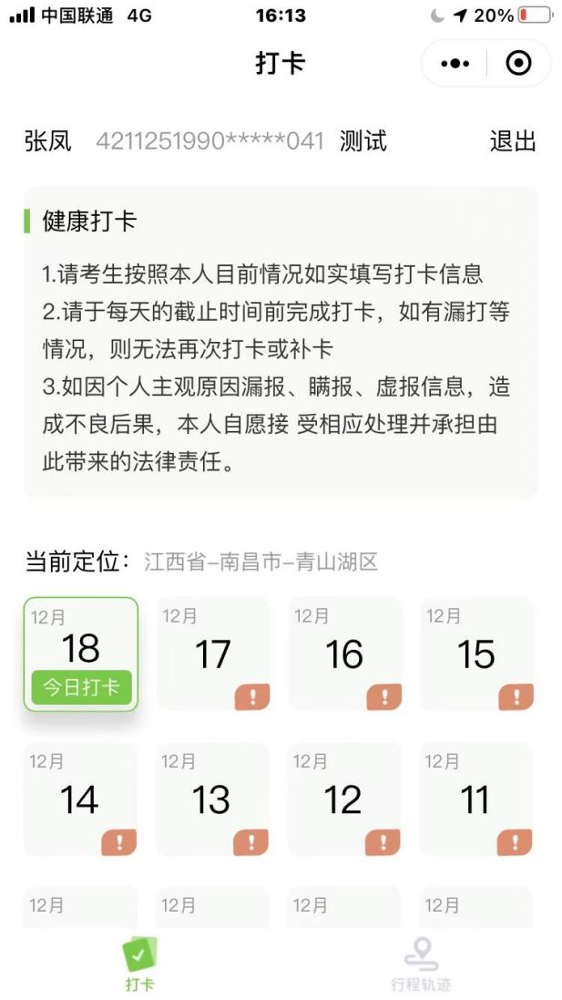 中国联通 4G 16:13 20%
打卡
张凤 4211251990*****041 测试 退出
健康打卡
1.请考生按照本人目前情况如实填写打卡信息
2.请于每天的截止时间前完成打卡，如有漏打等
情况，则无法再次打卡或补卡
3.如因个人主观原因漏报、瞒报、虚报信息，造
成不良后果，本人自愿接 受相应处理并承担由
此带来的法律责任。
当前定位：江西省-南昌市-青山湖区
12月 12月 12月 12月
18 17 16 15
今日打卡 ! ! !
12月 12月 12月 12月
14 13 12 11
! ! ! !
12月 12月 12月 12月
打卡 行程轨迹